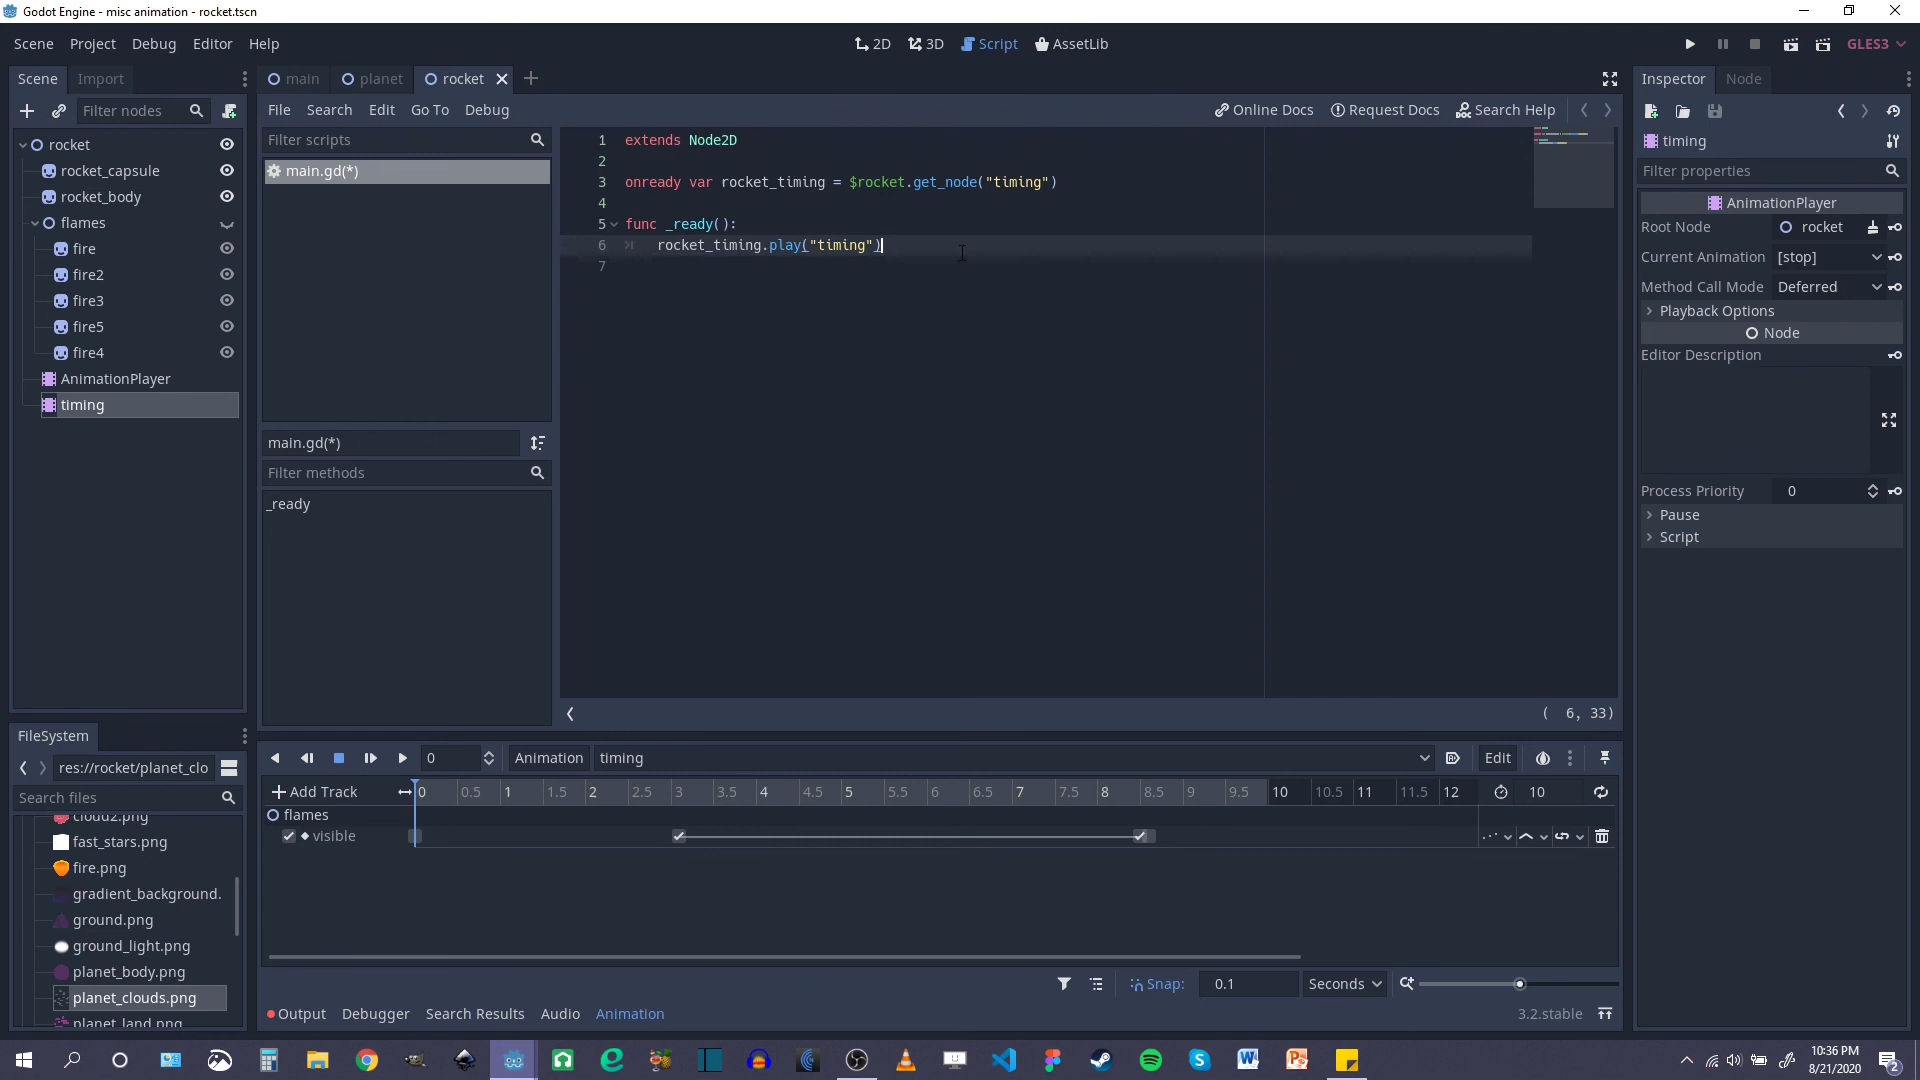 Godot Engine - misc animation - rocket.tscn
Scene Project Debug Editor Help
2D 3D Script AssetLib
GLES3
Scene Import
main planet rocket
Inspector Node
Filter nodes
File Search Edit Go To Debug
Online Docs Request Docs Search Help
rocket
rocket_capsule
rocket_body
flames
fire
fire2
fire3
fire5
fire4
AnimationPlayer
timing
Filter scripts
main.gd(*)
main.gd(*)
Filter methods
_ready
1 extends Node2D
2
3 onready var rocket_timing = $rocket.get_node("timing")
4
5 func _ready():
6 rocket_timing.play("timing")
7
( 6, 33)
timing
Filter properties
AnimationPlayer
Root Node rocket
Current Animation [stop]
Method Call Mode Deferred
Playback Options
Node
Editor Description
Process Priority 0
Pause
Script
FileSystem
res://rocket/planet_clo
Search files
cloud2.png
fast_stars.png
fire.png
gradient_background.
ground.png
ground_light.png
planet_body.png
planet_clouds.png
planet_land.png
0 Animation timing Edit
Add Track 0 0.5 1 1.5 2 2.5 3 3.5 4 4.5 5 5.5 6 6.5 7 7.5 8 8.5 9 9.5 10 10.5 11 11.5 12 10
flames
visible
Snap: 0.1 Seconds
Output Debugger Search Results Audio Animation 3.2.stable
10:36 PM
8/21/2020
2